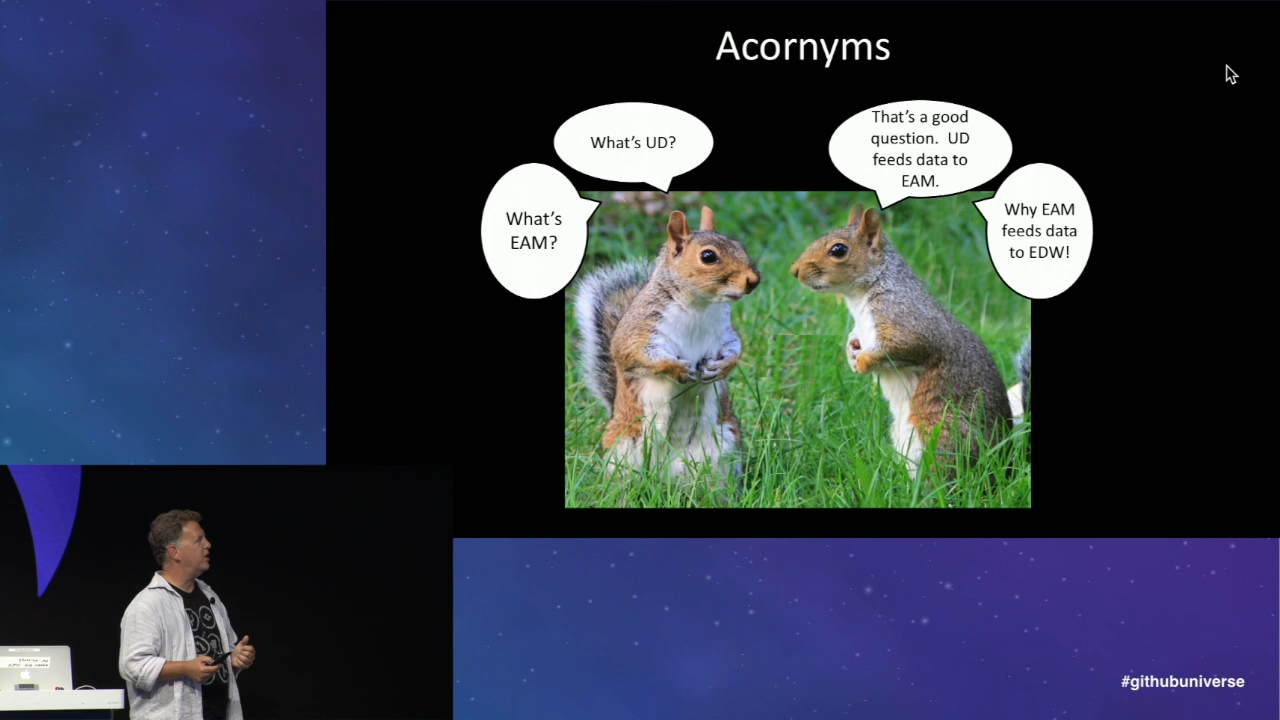 Acornyms
What's UD?
That's a good
question. UD
feeds data to
EAM.
What's
EAM?
Why EAM
feeds data
to EDW!
#githubuniverse